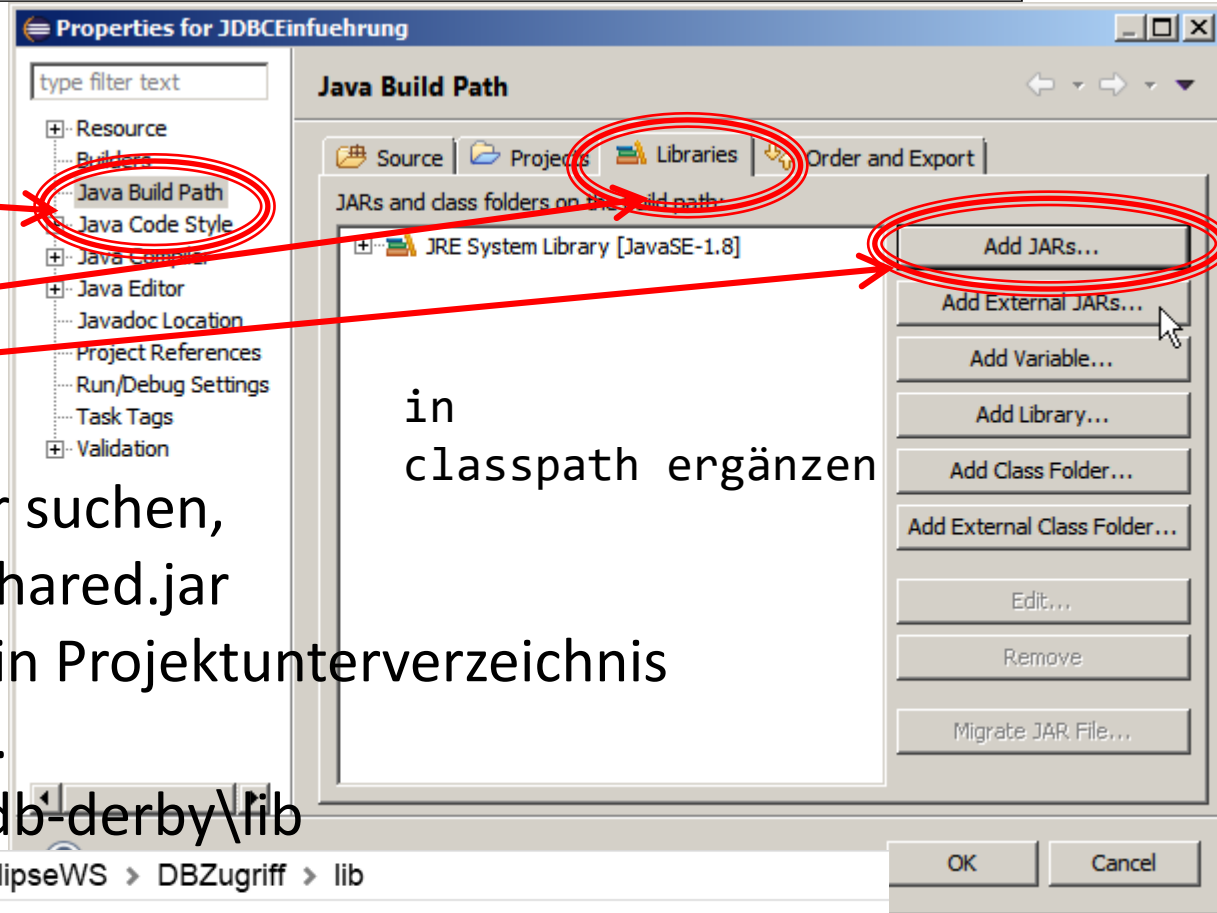 Properties for JDBCEinfuehrung
type filter text
Java Build Path
Resource
Builders
Java Build Path
Java Code Style
Java Compiler
Java Editor
Javadoc Location
Project References
Run/Debug Settings
Task Tags
Validation
Source Projects Libraries Order and Export
JARs and class folders on the build path:
JRE System Library [JavaSE-1.8]
Add JARs...
Add External JARs...
Add Variable...
Add Library...
Add Class Folder...
Add External Class Folder...
Edit...
Remove
Migrate JAR File...
in
classpath ergänzen
r suchen,
hared.jar
in Projektunterverzeichnis
.
db-derby\lib
lipseWS > DBZugriff > lib
OK Cancel